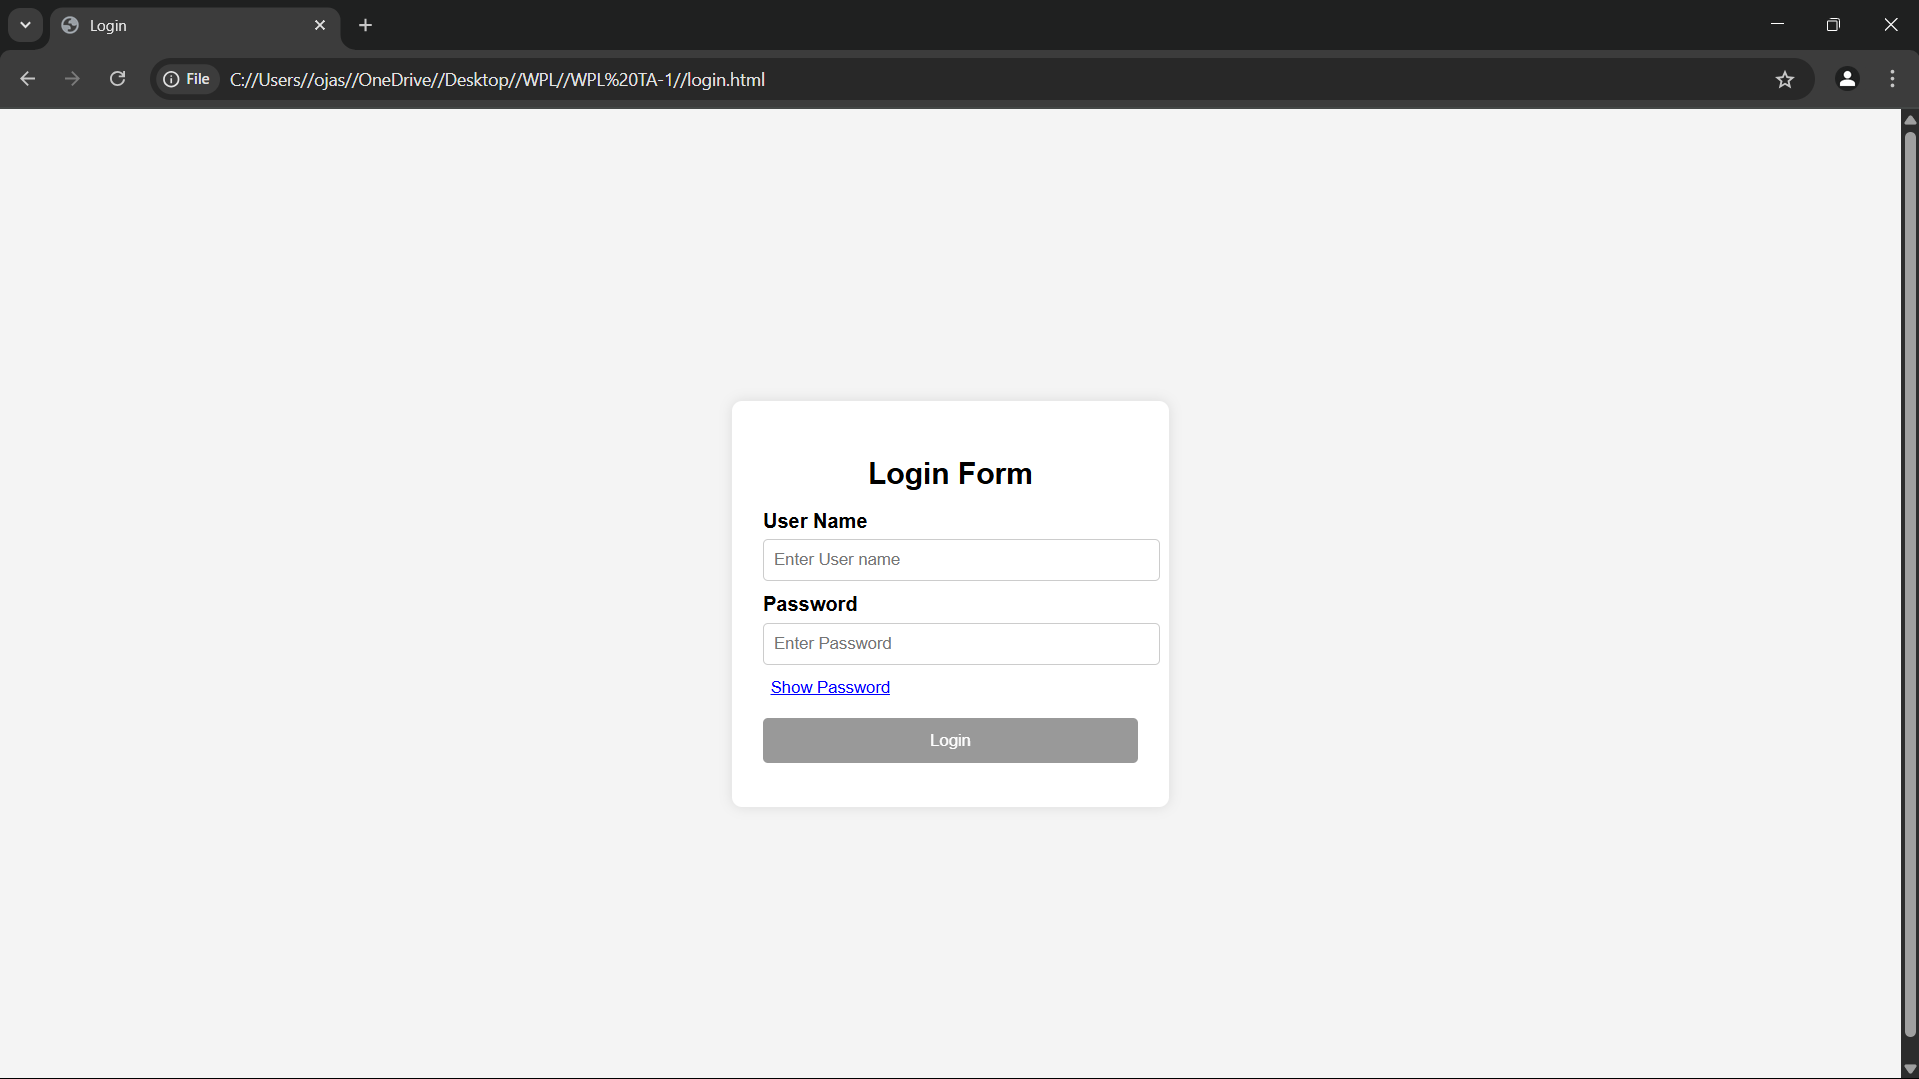 Login
File C://Users//ojas//OneDrive//Desktop//WPL//WPL%20TA-1//login.html
Login Form
User Name
Enter User name
Password
Enter Password
Show Password
Login